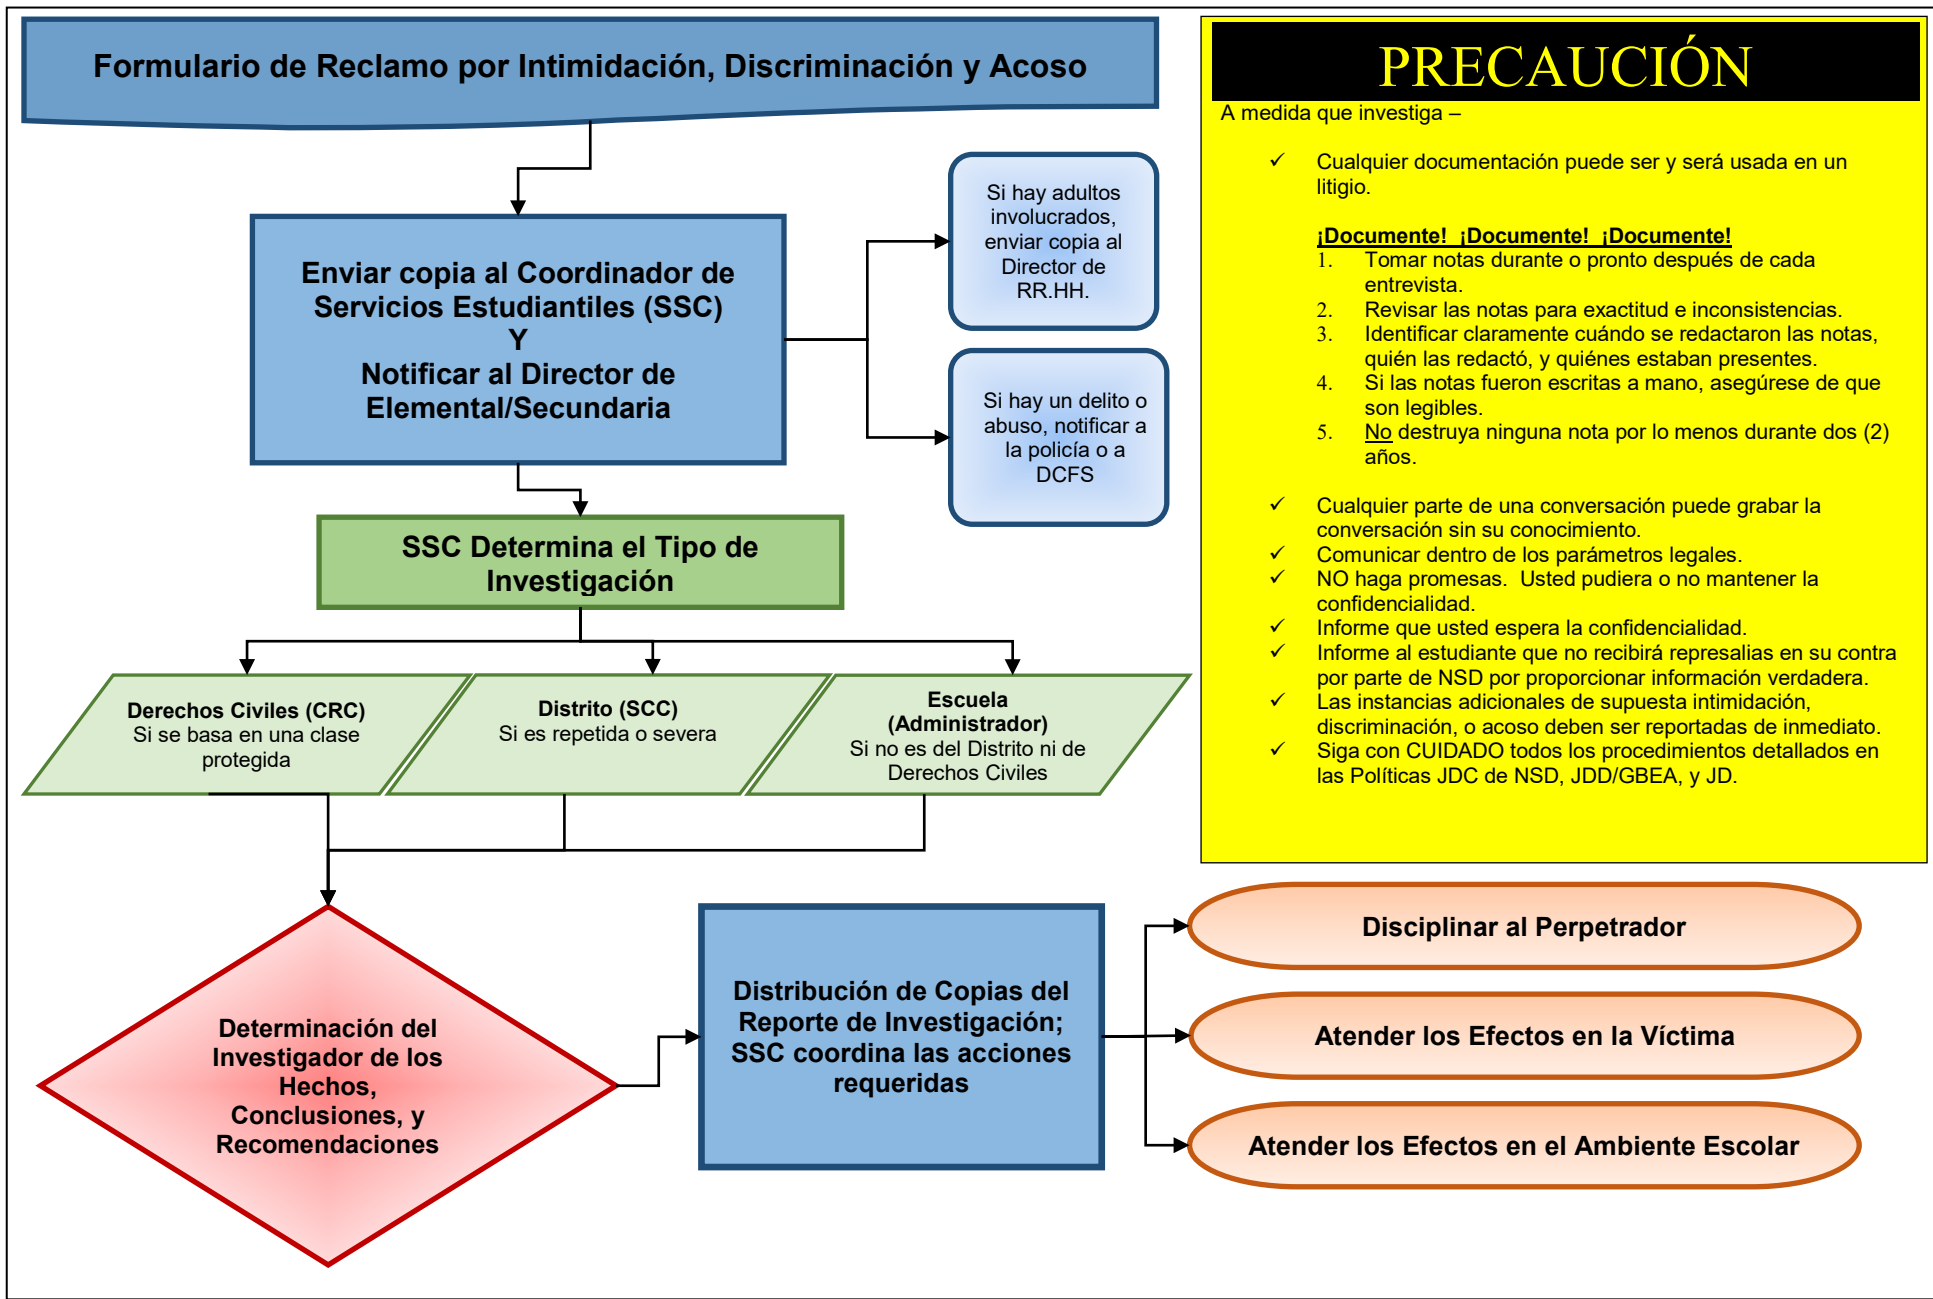 Formulario de Reclamo por Intimidación, Discriminación y Acoso
Enviar copia al Coordinador de
Servicios Estudiantiles (SSC)
Y
Notificar al Director de
Elemental/Secundaria
Si hay adultos
involucrados,
enviar copia al
Director de
RR.HH.
Si hay un delito o
abuso, notificar a
la policía o a
DCFS
SSC Determina el Tipo de
Investigación
Derechos Civiles (CRC)
Si se basa en una clase
protegida
Distrito (SCC)
Si es repetida o severa
Escuela
(Administrador)
Si no es del Distrito ni de
Derechos Civiles
Determinación del
Investigador de los
Hechos,
Conclusiones, y
Recomendaciones
Distribución de Copias del
Reporte de Investigación;
SSC coordina las acciones
requeridas
Disciplinar al Perpetrador
Atender los Efectos en la Víctima
Atender los Efectos en el Ambiente Escolar
PRECAUCIÓN
A medida que investiga –
✓ Cualquier documentación puede ser y será usada en un
litigio.
¡Documente! ¡Documente! ¡Documente!
1. Tomar notas durante o pronto después de cada
entrevista.
2. Revisar las notas para exactitud e inconsistencias.
3. Identificar claramente cuándo se redactaron las notas,
quién las redactó, y quiénes estaban presentes.
4. Si las notas fueron escritas a mano, asegúrese de que
son legibles.
5. No destruya ninguna nota por lo menos durante dos (2)
años.
✓ Cualquier parte de una conversación puede grabar la
conversación sin su conocimiento.
✓ Comunicar dentro de los parámetros legales.
✓ NO haga promesas. Usted pudiera o no mantener la
confidencialidad.
✓ Informe que usted espera la confidencialidad.
✓ Informe al estudiante que no recibirá represalias en su contra
por parte de NSD por proporcionar información verdadera.
✓ Las instancias adicionales de supuesta intimidación,
discriminación, o acoso deben ser reportadas de inmediato.
✓ Siga con CUIDADO todos los procedimientos detallados en
las Políticas JDC de NSD, JDD/GBEA, y JD.